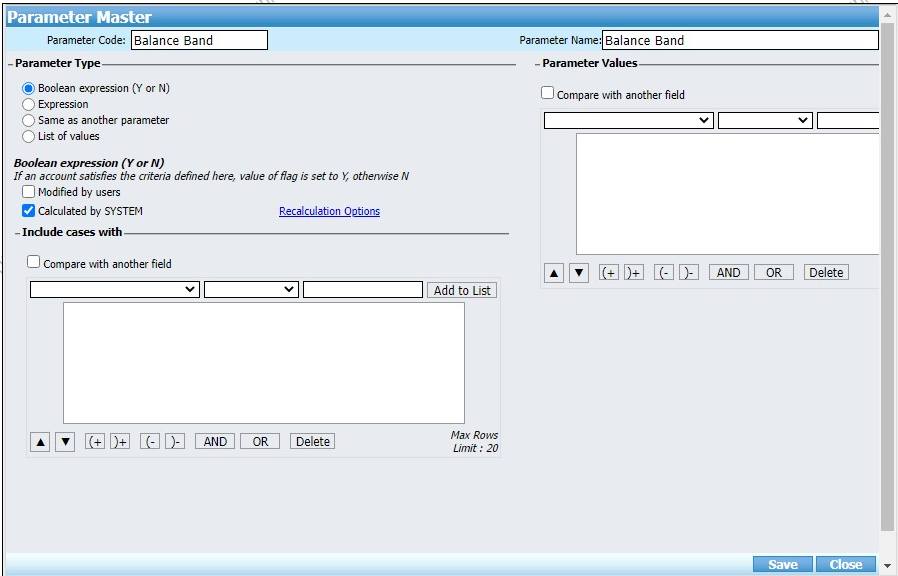 Parameter Master
Parameter Code: Balance Band Parameter Name: Balance Band
Parameter Type
Boolean expression (Y or N)
Expression
Same as another parameter
List of values
Boolean expression (Y or N)
If an account satisfies the criteria defined here, value of flag is set to Y, otherwise N
Modified by users
Calculated by SYSTEM Recalculation Options
Include cases with
Compare with another field
Add to List
▲ ▼ (+ )+ (- )- AND OR Delete
Max Rows
Limit : 20
Parameter Values
Compare with another field
▲ ▼ (+ )+ (- )- AND OR Delete
Save Close